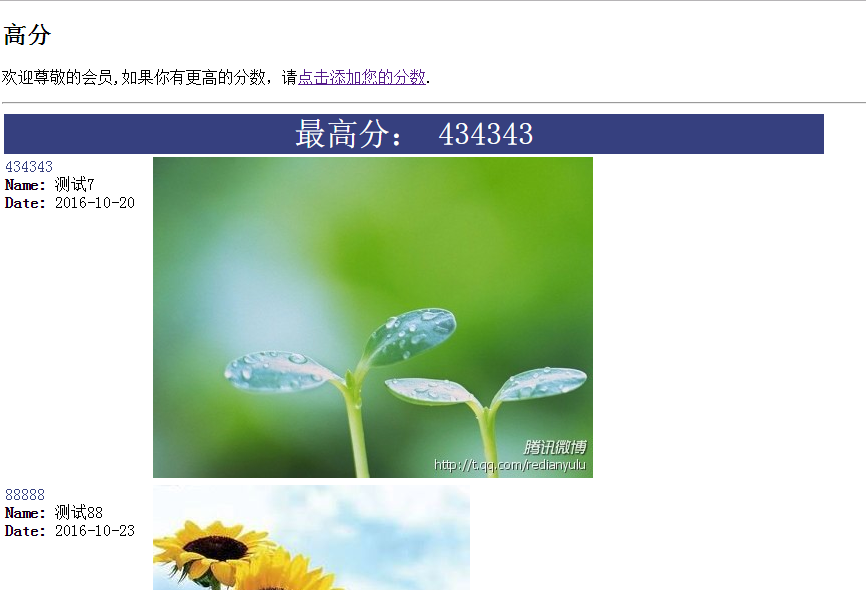 高分
欢迎尊敬的会员,如果你有更高的分数，请点击添加您的分数.
最高分： 434343
434343
Name: 测试7
Date: 2016-10-20
腾讯微博
http://t.qq.com/redianyulu
88888
Name: 测试88
Date: 2016-10-23